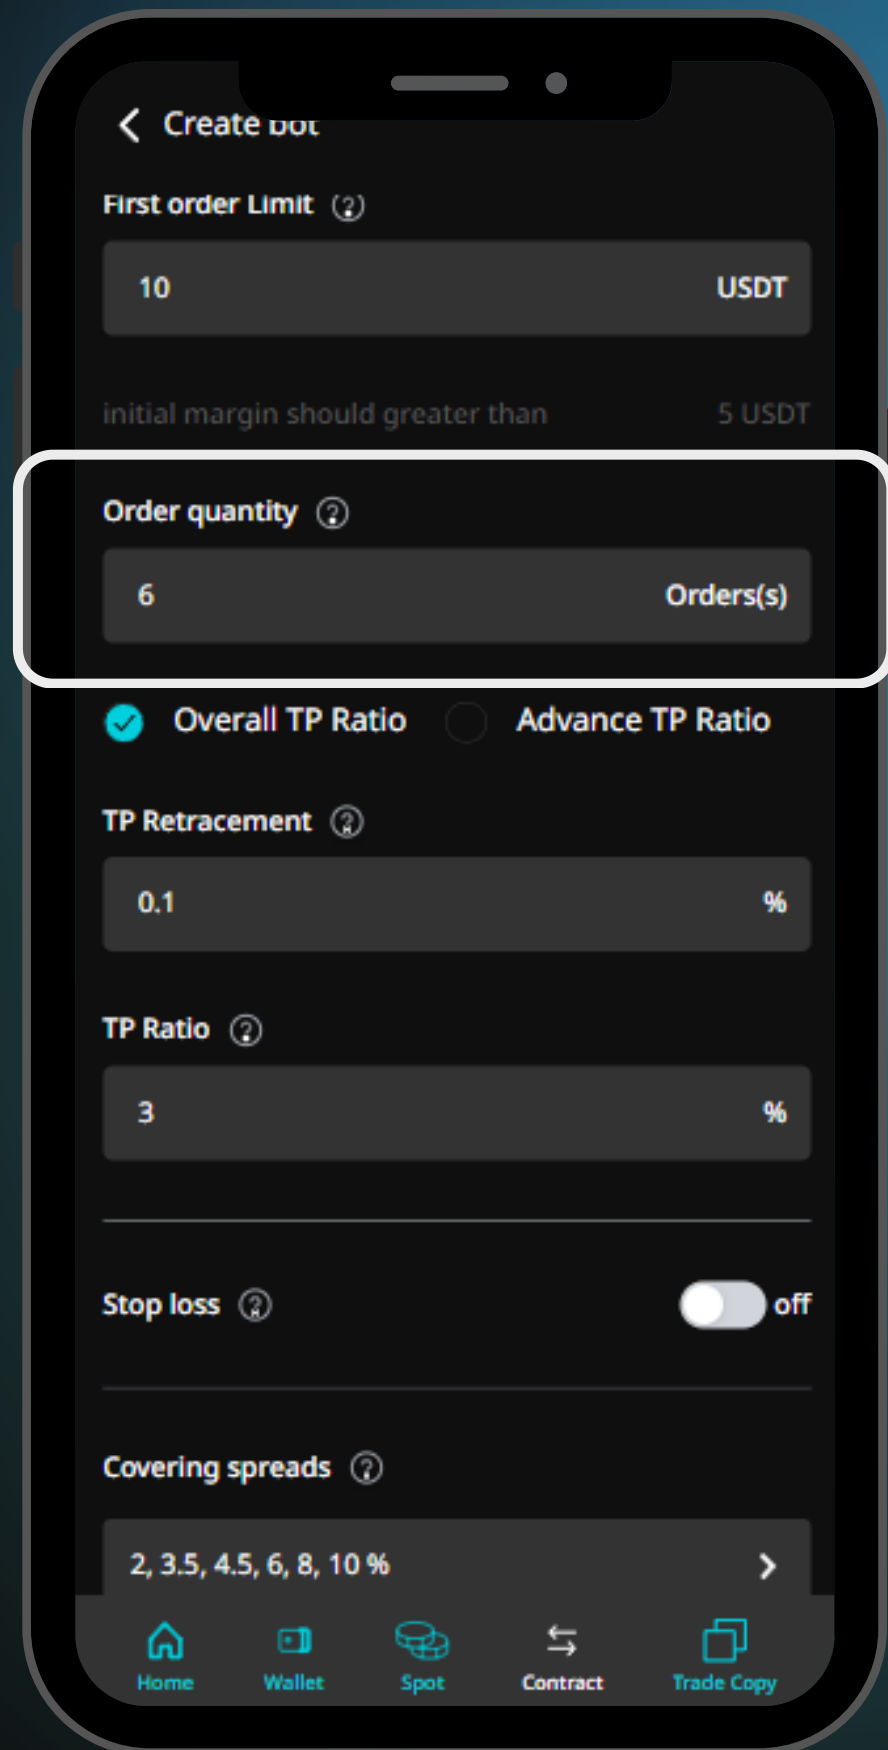 Create bot
First order Limit
10 USDT
initial margin should greater than 5 USDT
Order quantity
6 Orders(s)
Overall TP Ratio Advance TP Ratio
TP Retracement
0.1 %
TP Ratio
3 %
Stop loss off
Covering spreads
2, 3.5, 4.5, 6, 8, 10 %
Home Wallet Spot Contract Trade Copy